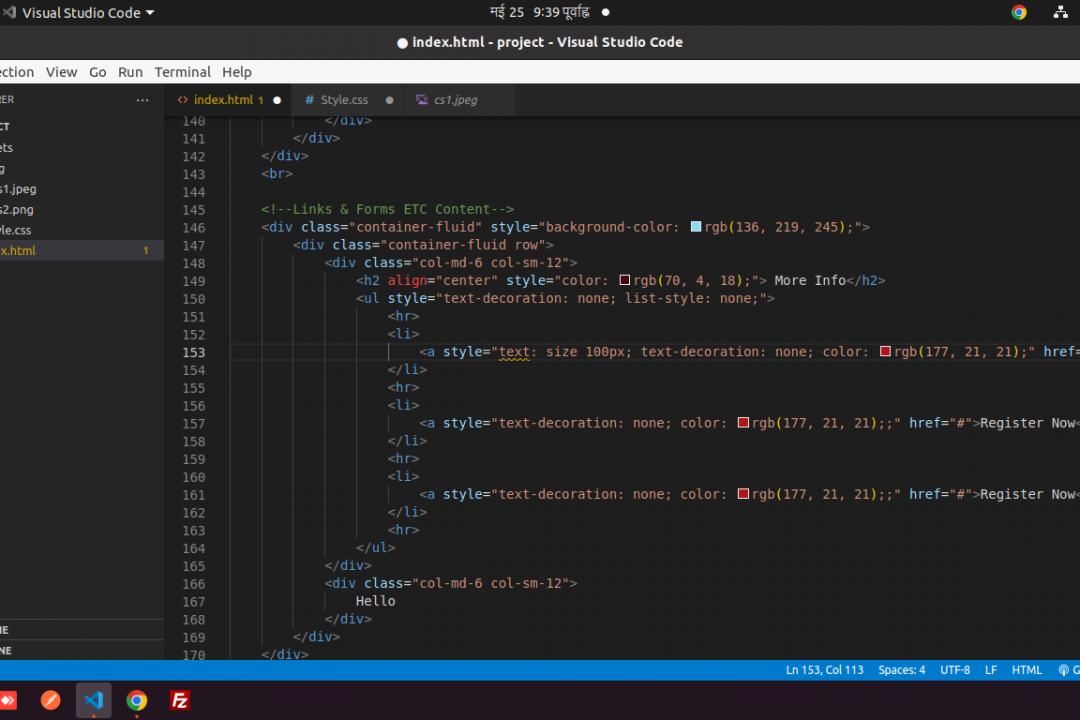 Visual Studio Code
मई 25 9:39 पूर्वाह्न
index.html - project - Visual Studio Code
ection View Go Run Terminal Help
RER ...
index.html 1
Style.css
cs1.jpeg
CT
ets
g
s1.jpeg
s2.png
yle.css
x.html 1
NE
NE
140 </div>
141 </div>
142 </div>
143 <br>
144
145 <!--Links & Forms ETC Content-->
146 <div class="container-fluid" style="background-color: rgb(136, 219, 245);">
147 <div class="container-fluid row">
148 <div class="col-md-6 col-sm-12">
149 <h2 align="center" style="color: rgb(70, 4, 18);"> More Info</h2>
150 <ul style="text-decoration: none; list-style: none;">
151 <hr>
152 <li>
153 <a style="text: size 100px; text-decoration: none; color: rgb(177, 21, 21);" href=
154 </li>
155 <hr>
156 <li>
157 <a style="text-decoration: none; color: rgb(177, 21, 21);;" href="#">Register Now<
158 </li>
159 <hr>
160 <li>
161 <a style="text-decoration: none; color: rgb(177, 21, 21);;" href="#">Register Now<
162 </li>
163 <hr>
164 </ul>
165 </div>
166 <div class="col-md-6 col-sm-12">
167 Hello
168 </div>
169 </div>
170 </div>
Ln 153, Col 113 Spaces: 4 UTF-8 LF HTML G
FZ